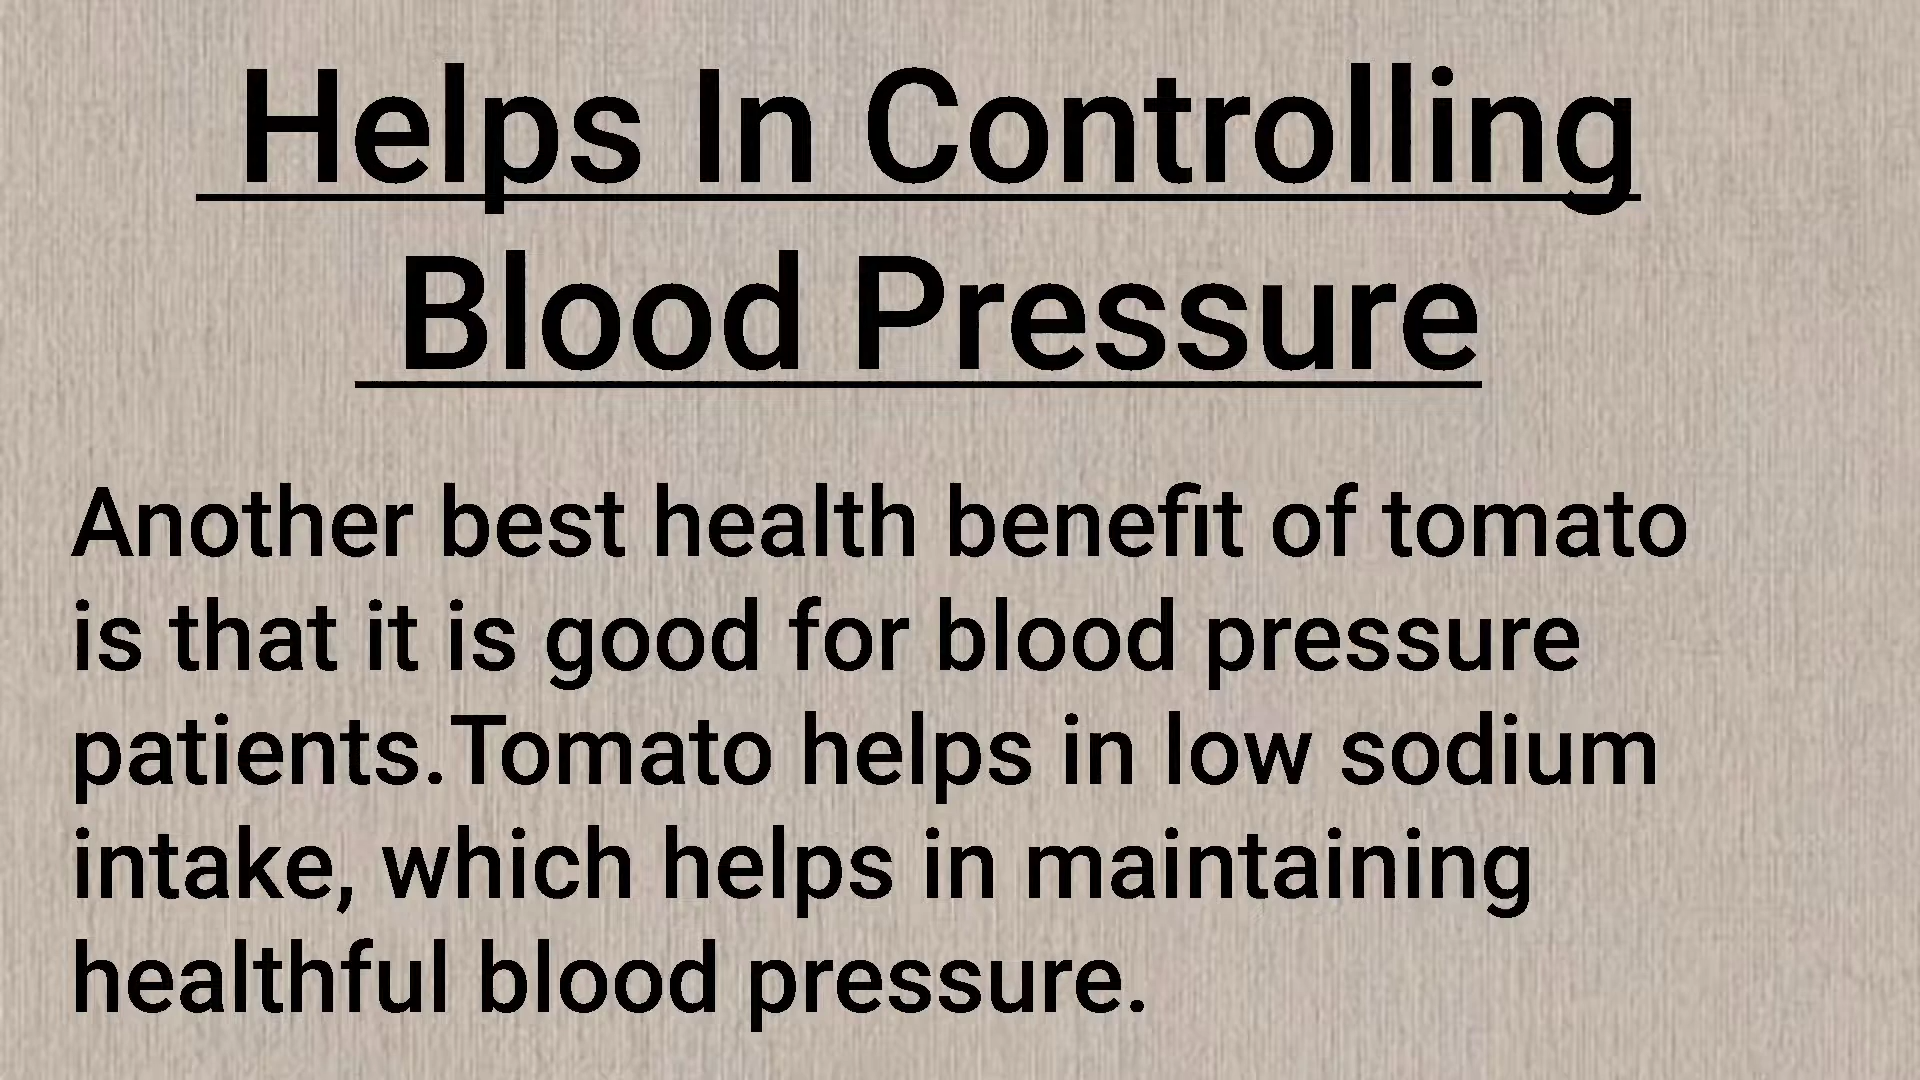 Helps In Controlling
Blood Pressure
Another best health benefit of tomato
is that it is good for blood pressure
patients.Tomato helps in low sodium
intake, which helps in maintaining
healthful blood pressure.